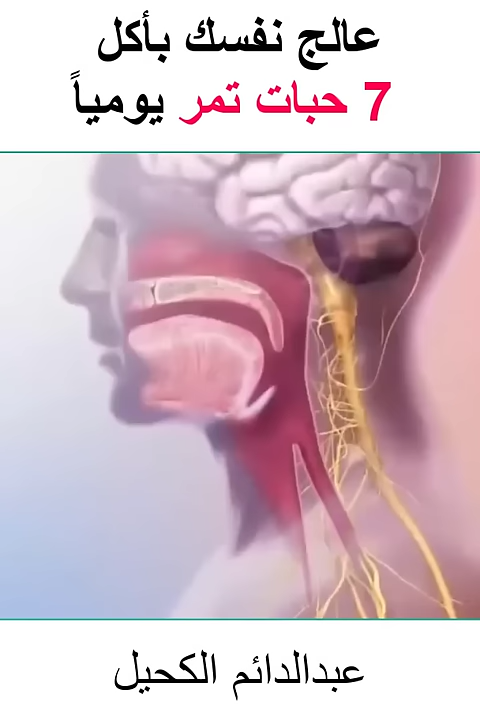 عالج نفسك بأكل
7 حبات تمر يومياً
عبدالدائم الكحيل